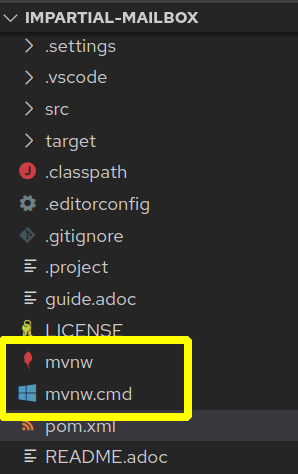 IMPARTIAL-MAILBOX
.settings
.vscode
src
target
.classpath
.editorconfig
.gitignore
.project
guide.adoc
LICENSE
mvnw
mvnw.cmd
pom.xml
README.adoc